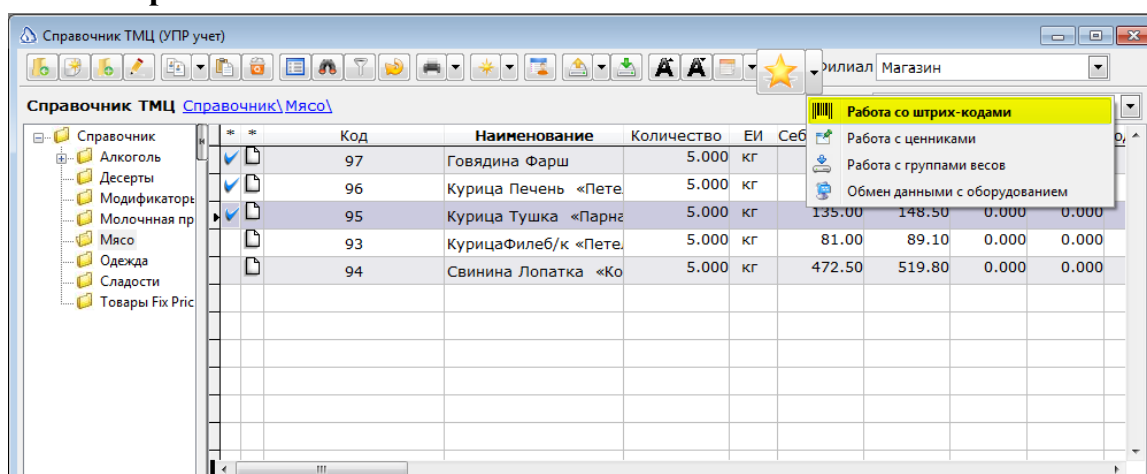 Справочник ТМЦ (УПР учет)
Филиал Магазин
Справочник ТМЦ Справочник\Мясо\
Работа со штрих-кодами
Работа с ценниками
Работа с группами весов
Обмен данными с оборудованием
Справочник
Алкоголь
Десерты
Модификаторы
Молочнная пр
Мясо
Одежда
Сладости
Товары Fix Pric
* * Код Наименование Количество ЕИ Себ
97 Говядина Фарш 5.000 кг
96 Курица Печень «Пете 5.000 кг
95 Курица Тушка «Парна 5.000 кг 135.00 148.50 0.000 0.000
93 КурицаФилеб/к «Пете. 5.000 кг 81.00 89.10 0.000 0.000
94 Свинина Лопатка «Ко 5.000 кг 472.50 519.80 0.000 0.000